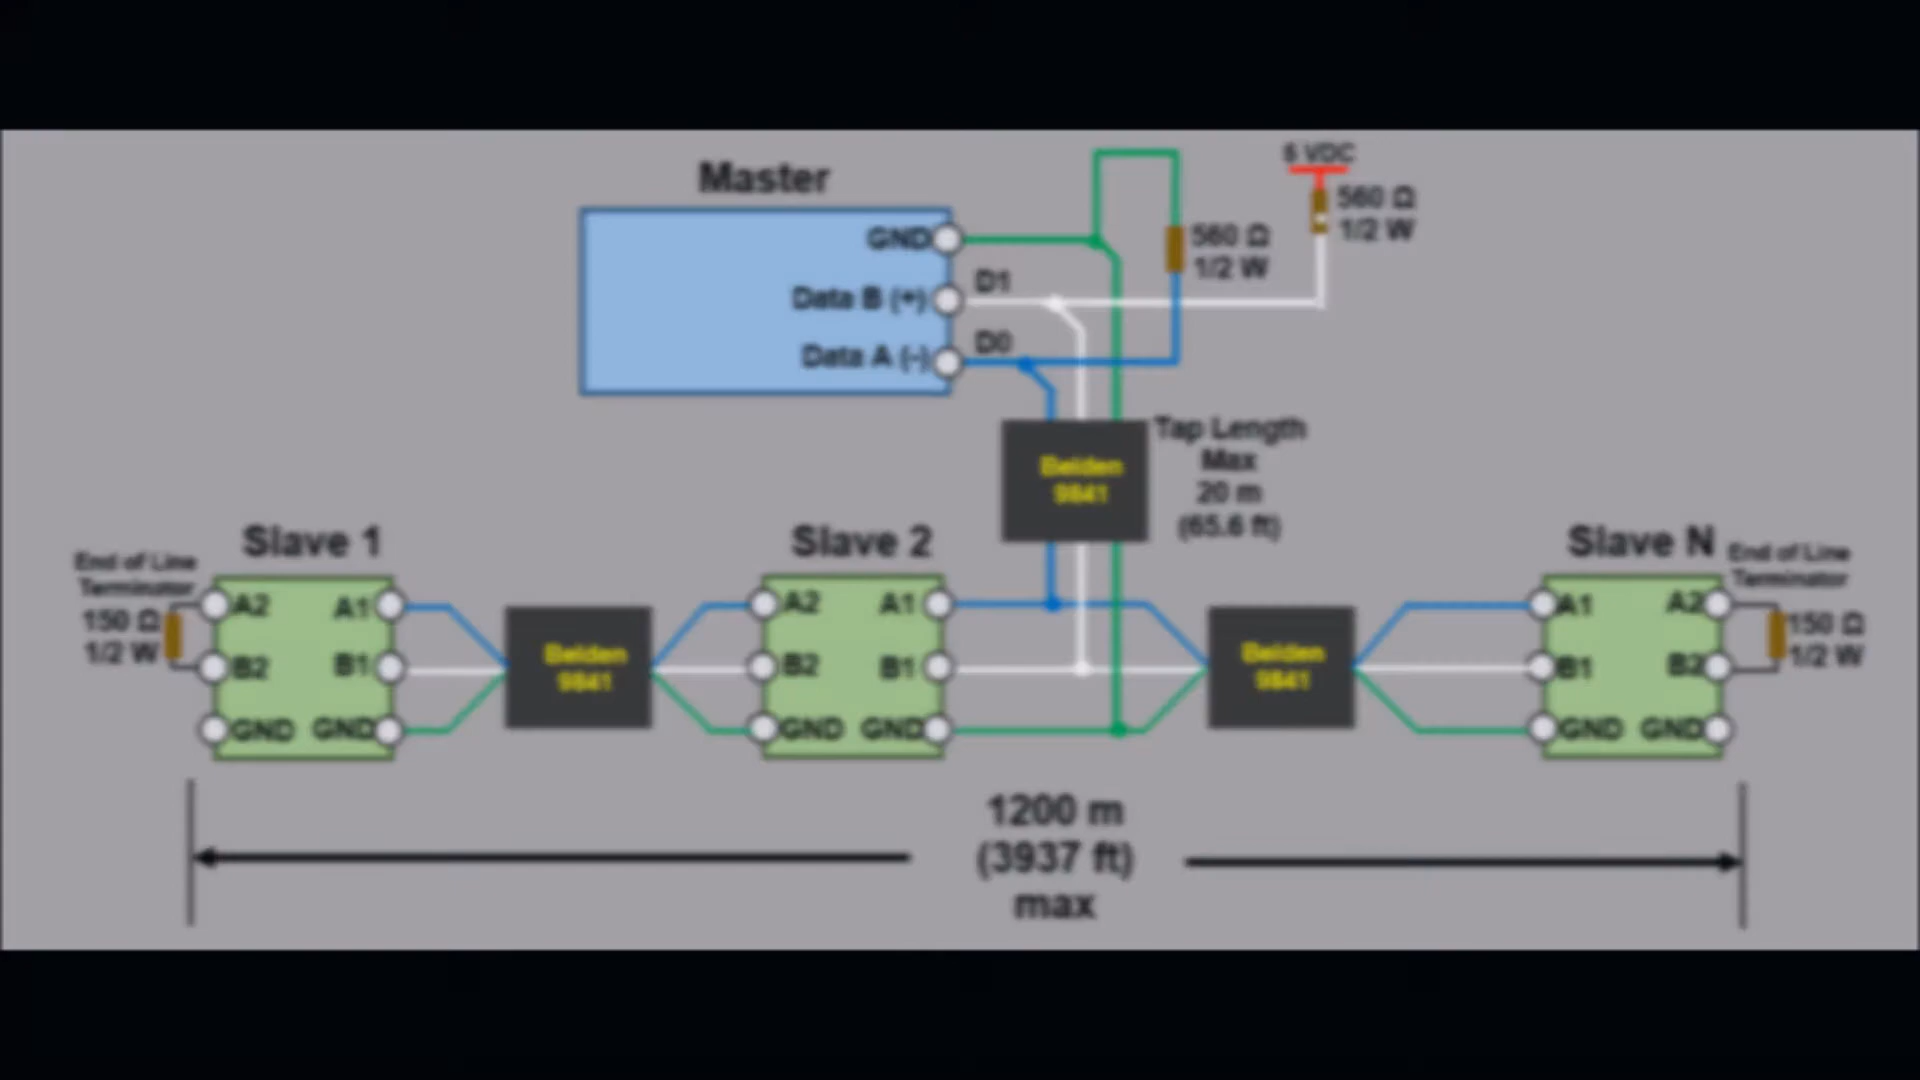 Master
GND
Data B (+)
Data A (-)
D1
D0
5 VDC
560 Ω
1/2 W
560 Ω
1/2 W
Belden
9841
Tap Length
Max
20 m
(65.6 ft)
Slave 1
End of Line
Terminator
150 Ω
1/2 W
A2
A1
B2
B1
GND
GND
Belden
9841
Slave 2
A2
A1
B2
B1
GND
GND
Belden
9841
Slave N
End of Line
Terminator
A1
A2
B1
B2
GND
GND
150 Ω
1/2 W
1200 m
(3937 ft)
max